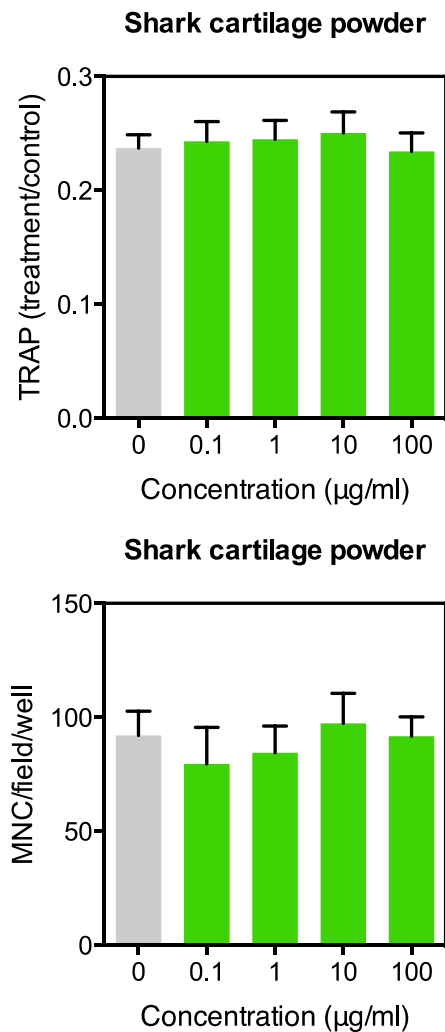 Shark cartilage powder
TRAP (treatment/control)
0.3
0.2
0.1
0.0
0 0.1 1 10 100
Concentration (µg/ml)
Shark cartilage powder
MNC/field/well
150
100
50
0
0 0.1 1 10 100
Concentration (µg/ml)